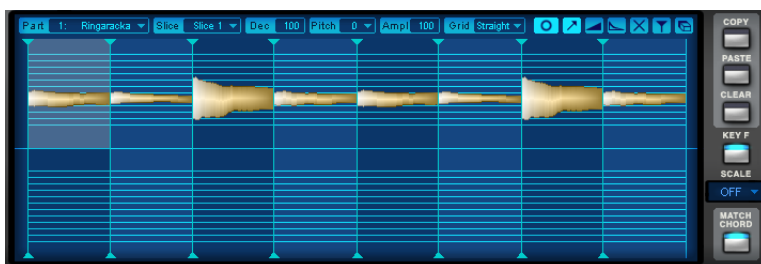 Part 1: Ringaracka Slice Slice 1 Dec 100 Pitch 0 Ampl 100 Grid Straight
COPY
PASTE
CLEAR
KEY F
SCALE
OFF
MATCH
CHORD